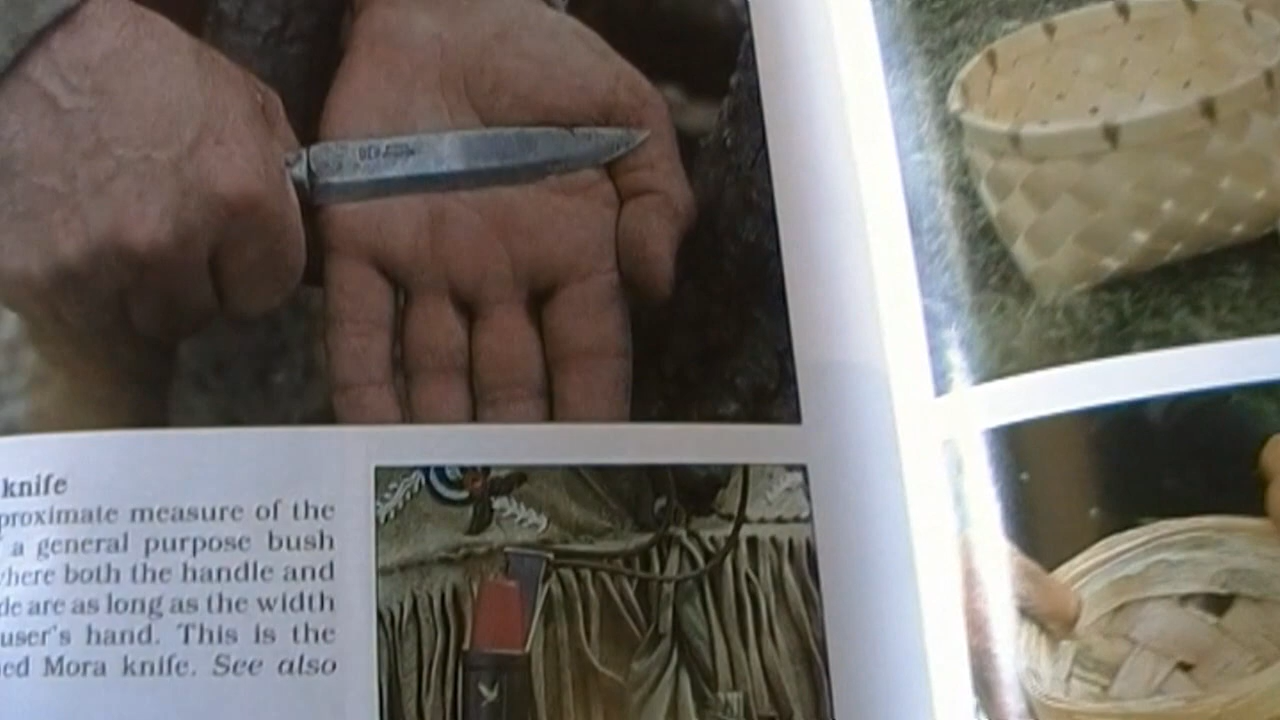 knife
proximate measure of the
a general purpose bush
where both the handle and
de are as long as the width
user's hand. This is the
ed Mora knife. See also